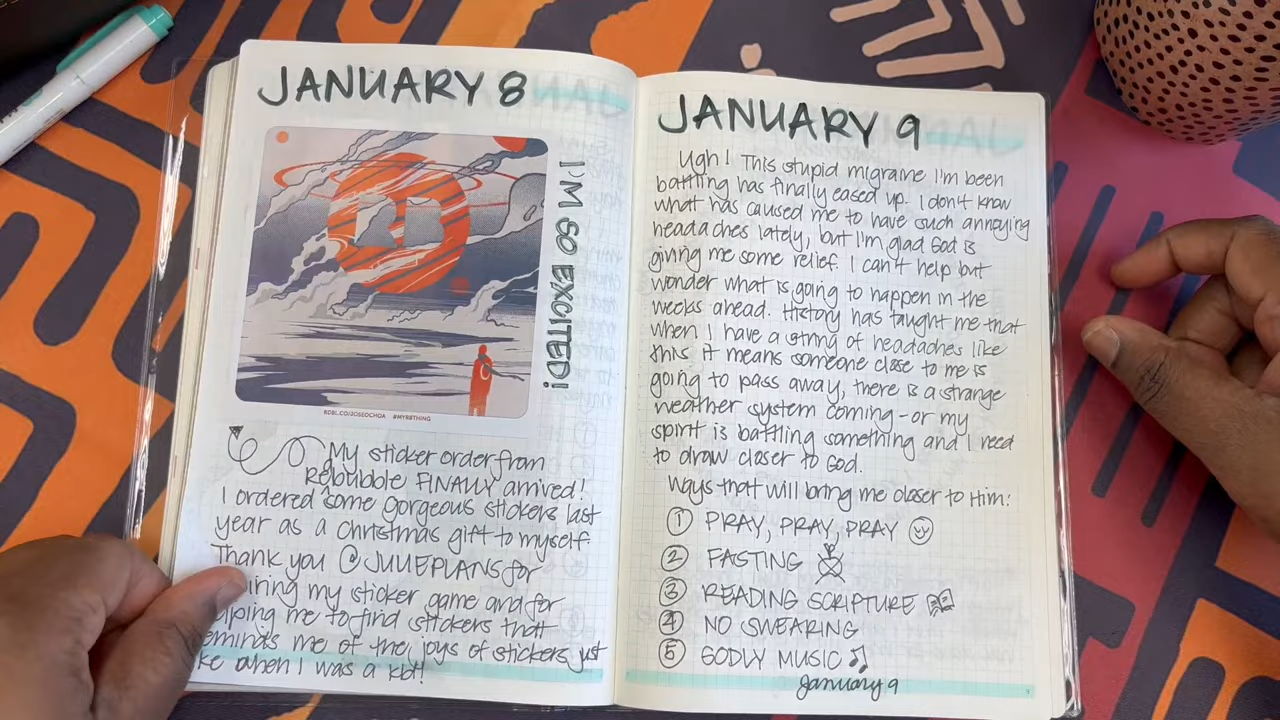 JANUARY 8
I'M SO EXCITED!
RDBL.CO/JOSEOCHOA #MYRBTHING
My sticker order from
Redbubble FINALLY arrived!
I ordered some gorgeous stickers last
year as a Christmas gift to myself.
Thank you @JULIEPLANS for
my sticker game and for
me to find stickers that
me of the joys of stickers just
when I was a kid!
JANUARY 9
Ugh! This stupid migraine I'm been
battling has finally eased up. I don't know
what has caused me to have such annoying
headaches lately, but I'm glad God is
giving me some relief. I can't help but
wonder what is going to happen in the
weeks ahead. History has taught me that
when I have a string of headaches like
this it means someone close to me is
going to pass away, there is a strange
weather system coming - or my
spirit is battling something and I need
to draw closer to God.
Ways that will bring me closer to Him:
1 PRAY, PRAY, PRAY
2 FASTING
3 READING SCRIPTURE
4 NO SWEARING
5 GODLY MUSIC
January 9